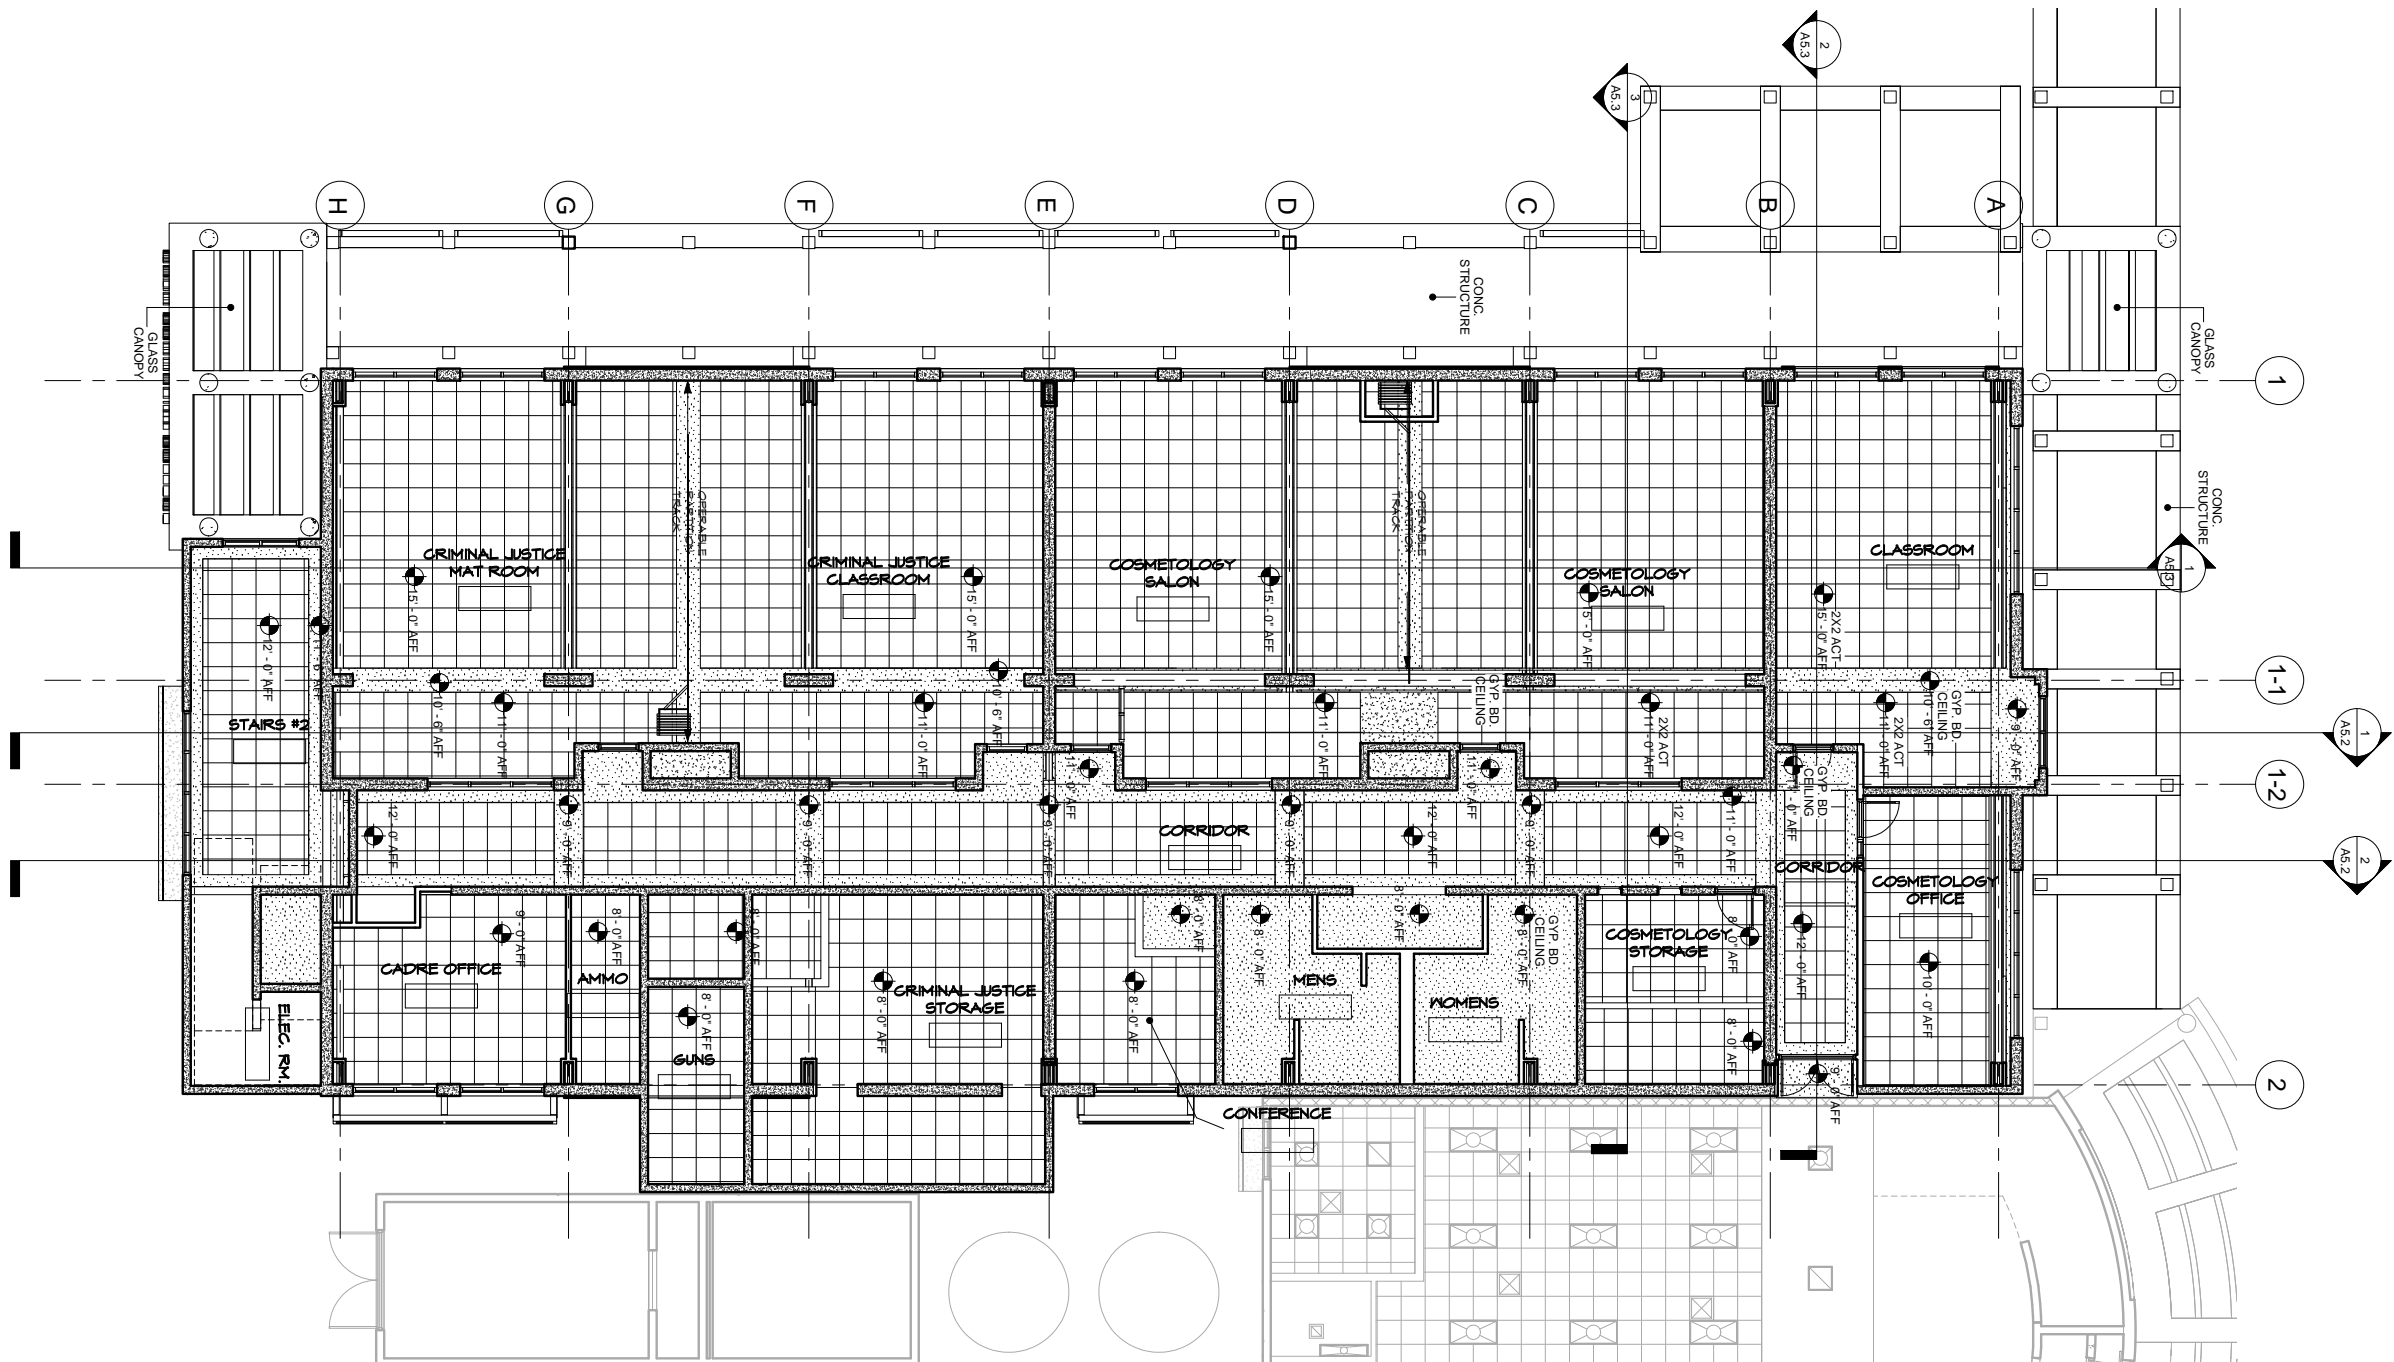 2
A5.3
3
A5.3
H
G
F
E
D
C
B
A
CONC.
STRUCTURE
GLASS
CANOPY
GLASS
CANOPY
1
CONC.
STRUCTURE
OPERABLE
PARTITION
TRACK
OPERABLE
PARTITION
TRACK
CRIMINAL JUSTICE
MAT ROOM
CRIMINAL JUSTICE
CLASSROOM
COSMETOLOGY
SALON
COSMETOLOGY
SALON
CLASSROOM
1
A5.3
15' - 0" AFF
15' - 0" AFF
15' - 0" AFF
15' - 0" AFF
2X2 ACT
15' - 0" AFF
12' - 0" AFF
STAIRS #2
10' - 6" AFF
11' - 0" AFF
11' - 0" AFF
10' - 6" AFF
11' - 0" AFF
GYP. BD.
CEILING
2X2 ACT
11' - 0" AFF
2X2 ACT
11' - 0" AFF
GYP. BD.
CEILING
10' - 6" AFF
9' - 0" AFF
1-1
1
A5.2
1-2
11' - 0" AFF
11' - 0" AFF
GYP. BD.
CEILING
11' - 0" AFF
12' - 0" AFF
9' - 0" AFF
9' - 0" AFF
9' - 0" AFF
CORRIDOR
9' - 0" AFF
12' - 0" AFF
9' - 0" AFF
12' - 0" AFF
11' - 0" AFF
CORRIDOR
2
A5.2
COSMETOLOGY
OFFICE
9' - 0" AFF
8' - 0" AFF
8' - 0" AFF
8' - 0" AFF
8' - 0" AFF
8' - 0" AFF
GYP. BD.
CEILING
8' - 0" AFF
8' - 0" AFF
12' - 0" AFF
10' - 0" AFF
CADRE OFFICE
AMMO
CRIMINAL JUSTICE
STORAGE
8' - 0" AFF
8' - 0" AFF
MENS
WOMENS
COSMETOLOGY
STORAGE
8' - 0" AFF
ELEC. RM.
8' - 0" AFF
GUNS
9' - 0" AFF
2
CONFERENCE